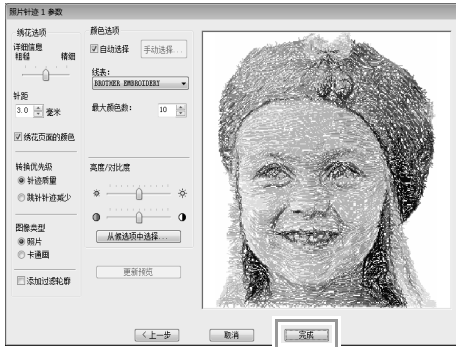 照片针迹 1 参数
绣花选项
详细信息
粗糙 精细
针距
3.0 毫米
绣花页面的颜色
转换优先级
针迹质量
跳针针迹减少
图像类型
照片
卡通画
添加过滤轮廓
颜色选项
自动选择 手动选择...
线表:
BROTHER EMBROIDERY
最大颜色数: 10
亮度/对比度
从候选项中选择...
更新预览
<上一步 取消 完成